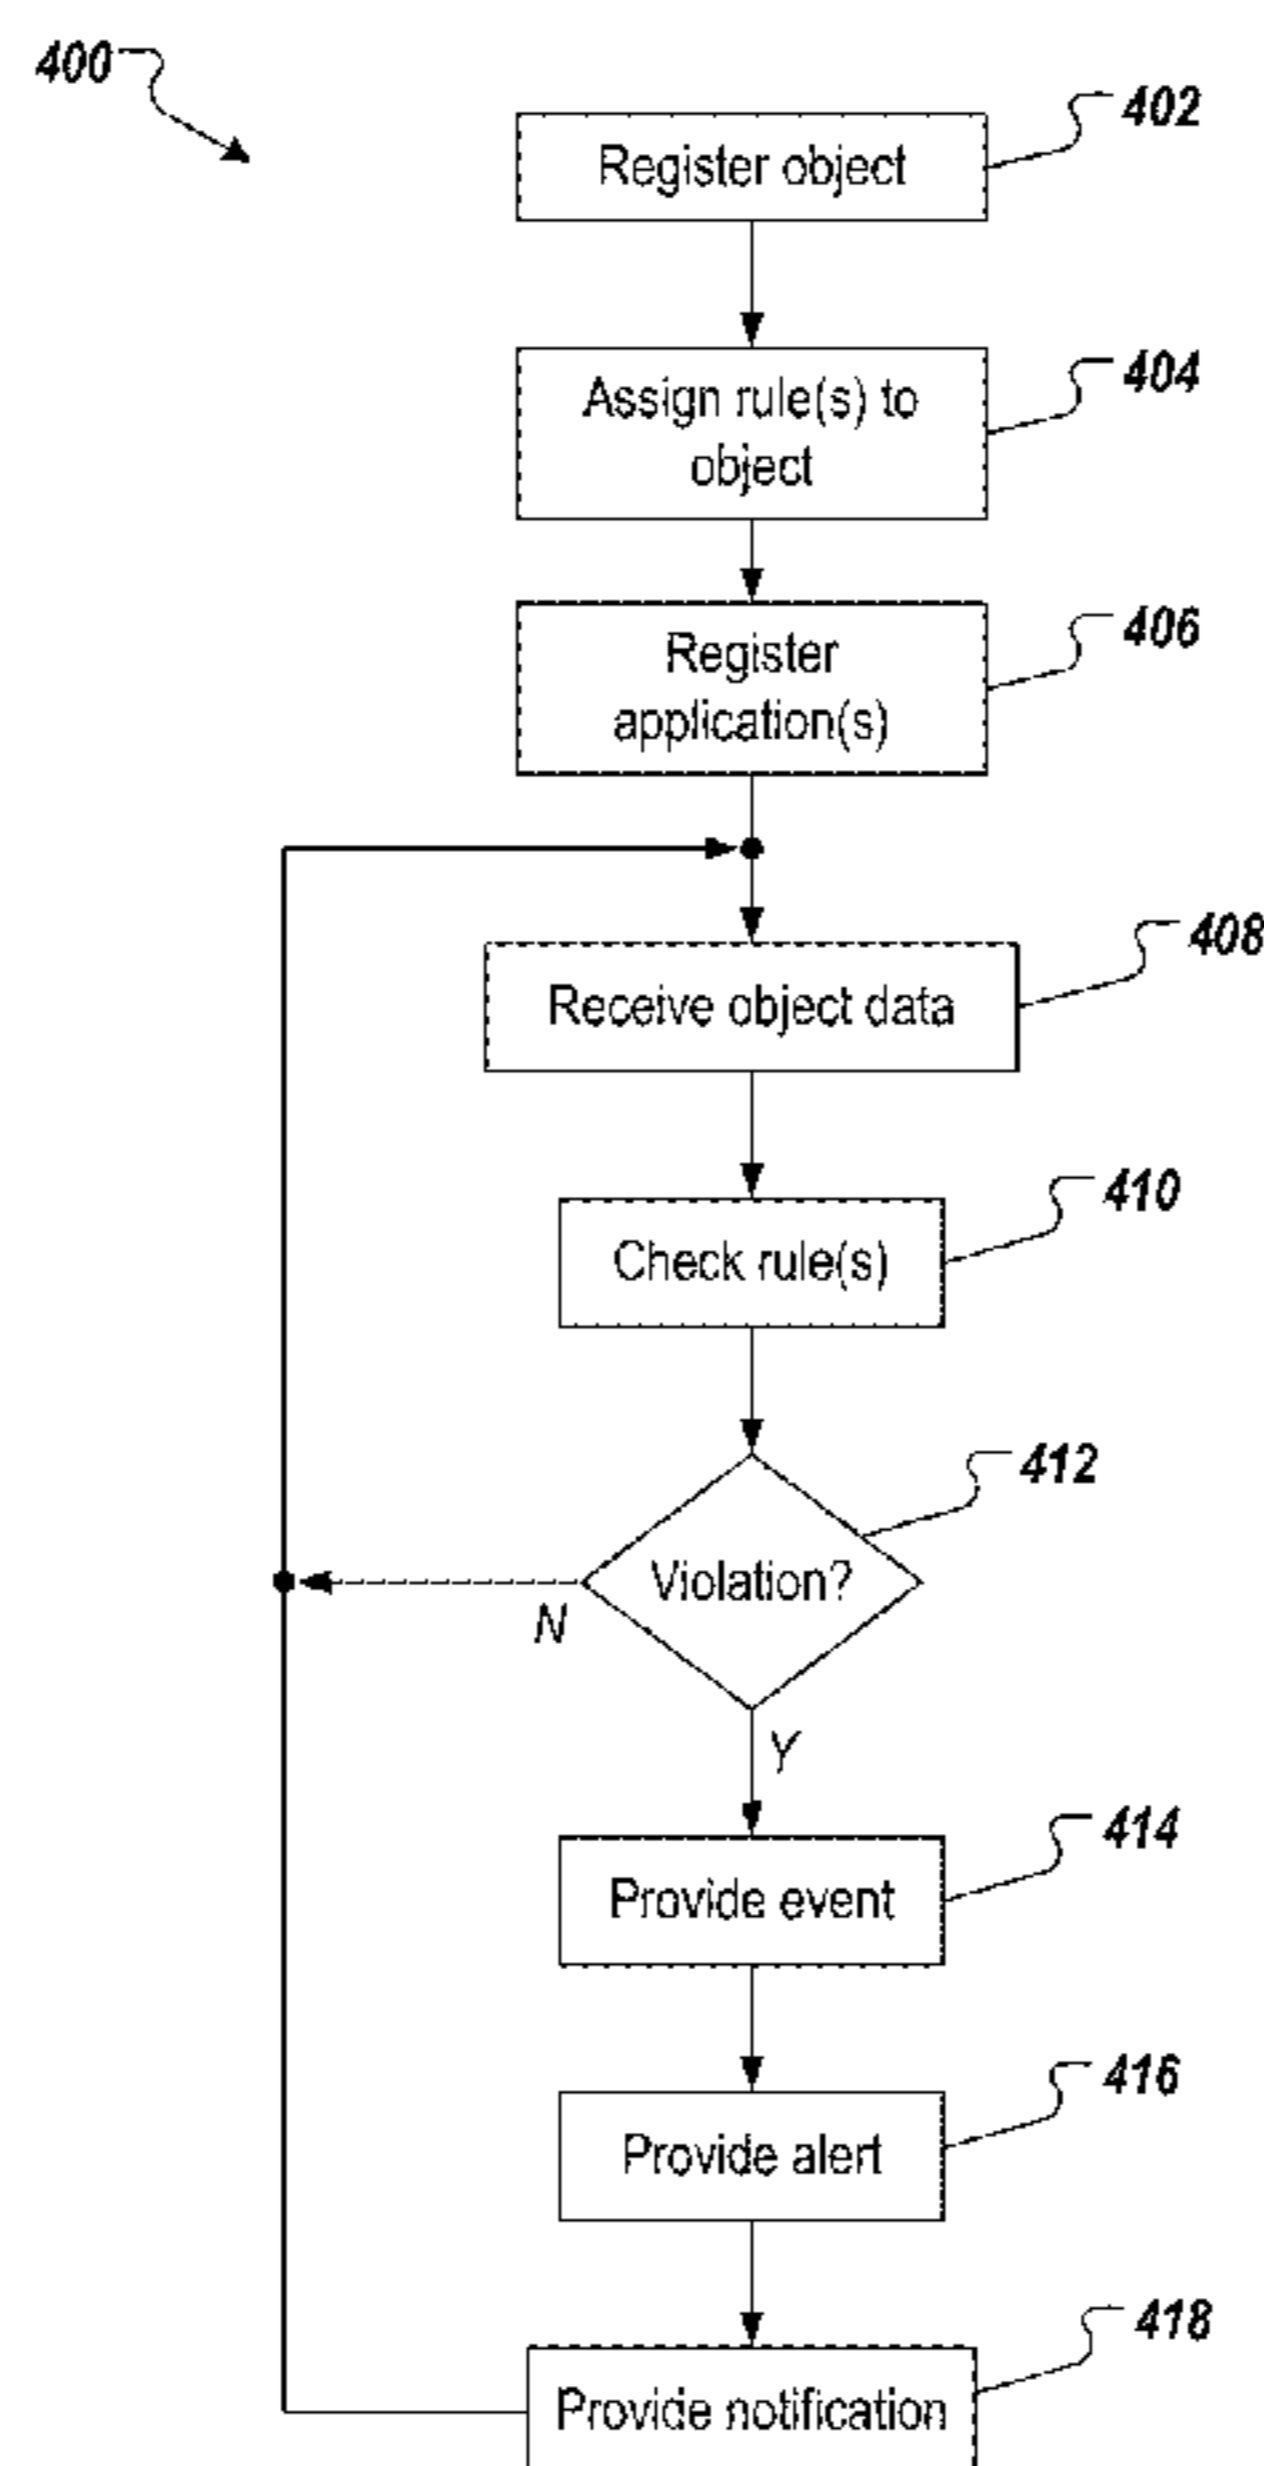 400
Register object
402
Assign rule(s) to
object
404
Register
application(s)
406
Receive object data
408
Check rule(s)
410
Violation?
412
N
Y
Provide event
414
Provide alert
416
Provide notification
418